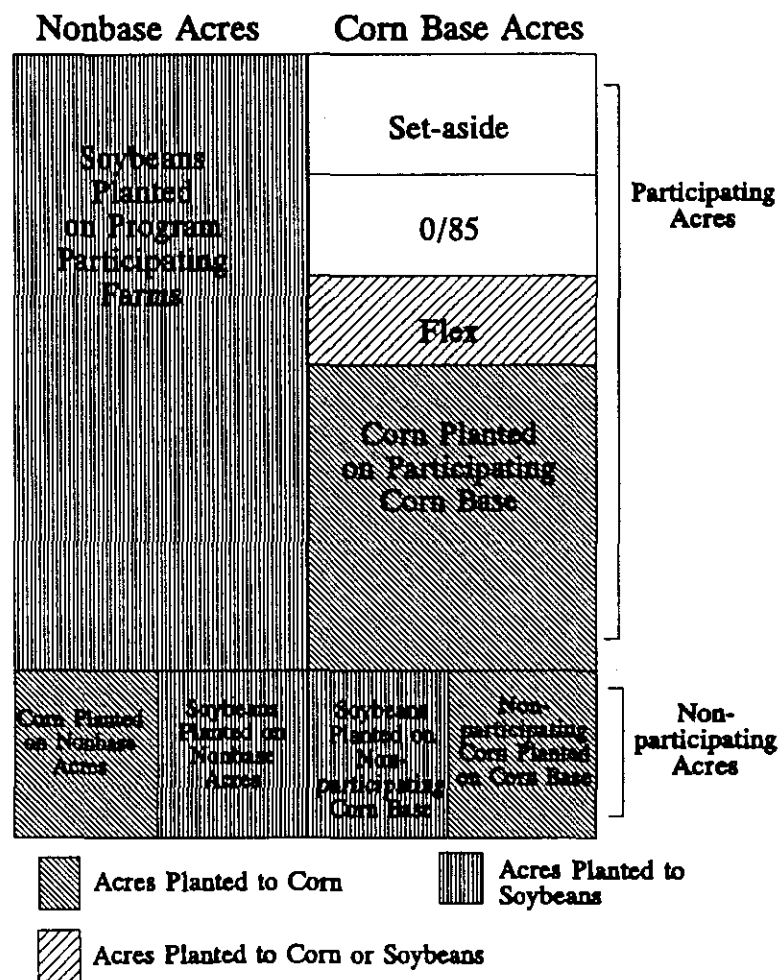 Nonbase Acres
Corn Base Acres
Soybeans
Planted
on Program
Participating
Farms
Set-aside
0/85
Flex
Corn Planted
on Participating
Corn Base
Participating
Acres
Corn Planted
on Nonbase
Acres
Soybeans
Planted on
Nonbase
Acres
Soybeans
Planted on
Non-
participating
Corn Base
Non-
participating
Corn Planted
on Corn Base
Non-
participating
Acres
Acres Planted to Corn
Acres Planted to
Soybeans
Acres Planted to Corn or Soybeans